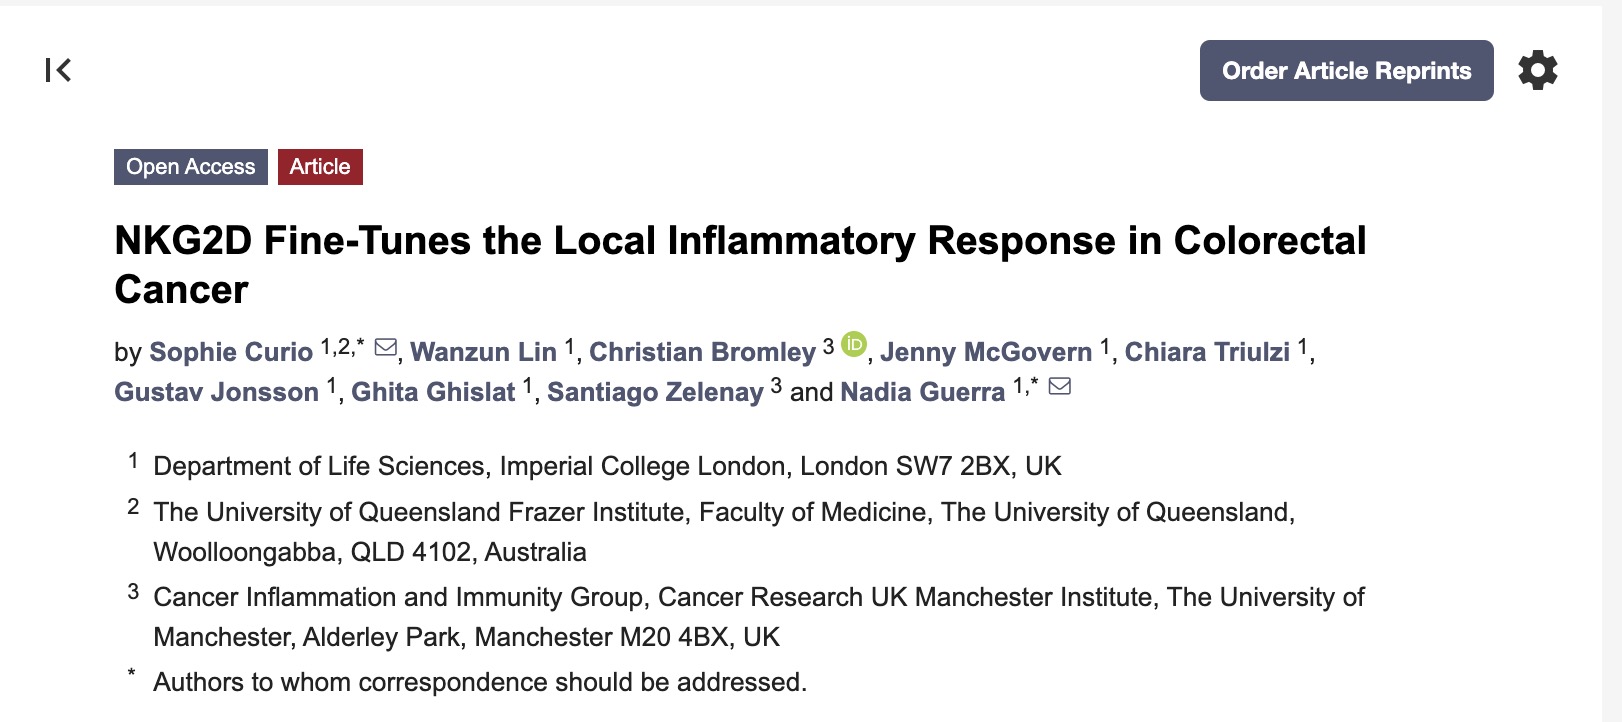 Order Article Reprints
Open Access Article
NKG2D Fine-Tunes the Local Inflammatory Response in Colorectal
Cancer
by Sophie Curio 1,2,* , Wanzun Lin 1, Christian Bromley 3 iD, Jenny McGovern 1, Chiara Triulzi 1,
Gustav Jonsson 1, Ghita Ghislat 1, Santiago Zelenay 3 and Nadia Guerra 1,*
1 Department of Life Sciences, Imperial College London, London SW7 2BX, UK
2 The University of Queensland Frazer Institute, Faculty of Medicine, The University of Queensland,
Woolloongabba, QLD 4102, Australia
3 Cancer Inflammation and Immunity Group, Cancer Research UK Manchester Institute, The University of
Manchester, Alderley Park, Manchester M20 4BX, UK
* Authors to whom correspondence should be addressed.